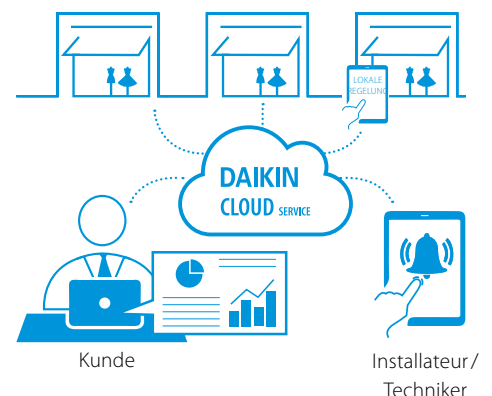 LOKALE
REGELUNG
DAIKIN
CLOUD SERVICE
Kunde
Installateur/
Techniker